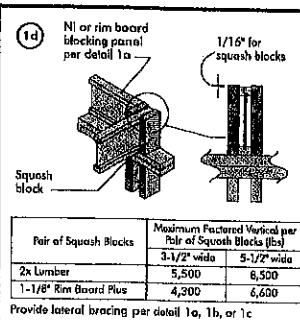 1d
NI or rim board
blocking panel
per detail 1a
1/16" for
squash blocks
Squash
block
Pair of Squash Blocks
Maximum Factored Vertical per
Pair of Squash Blocks (lbs)
3-1/2" wide
5-1/2" wide
2x Lumber
5,500
8,500
1-1/8" Rim Board Plus
4,300
6,600
Provide lateral bracing per detail 1a, 1b, or 1c